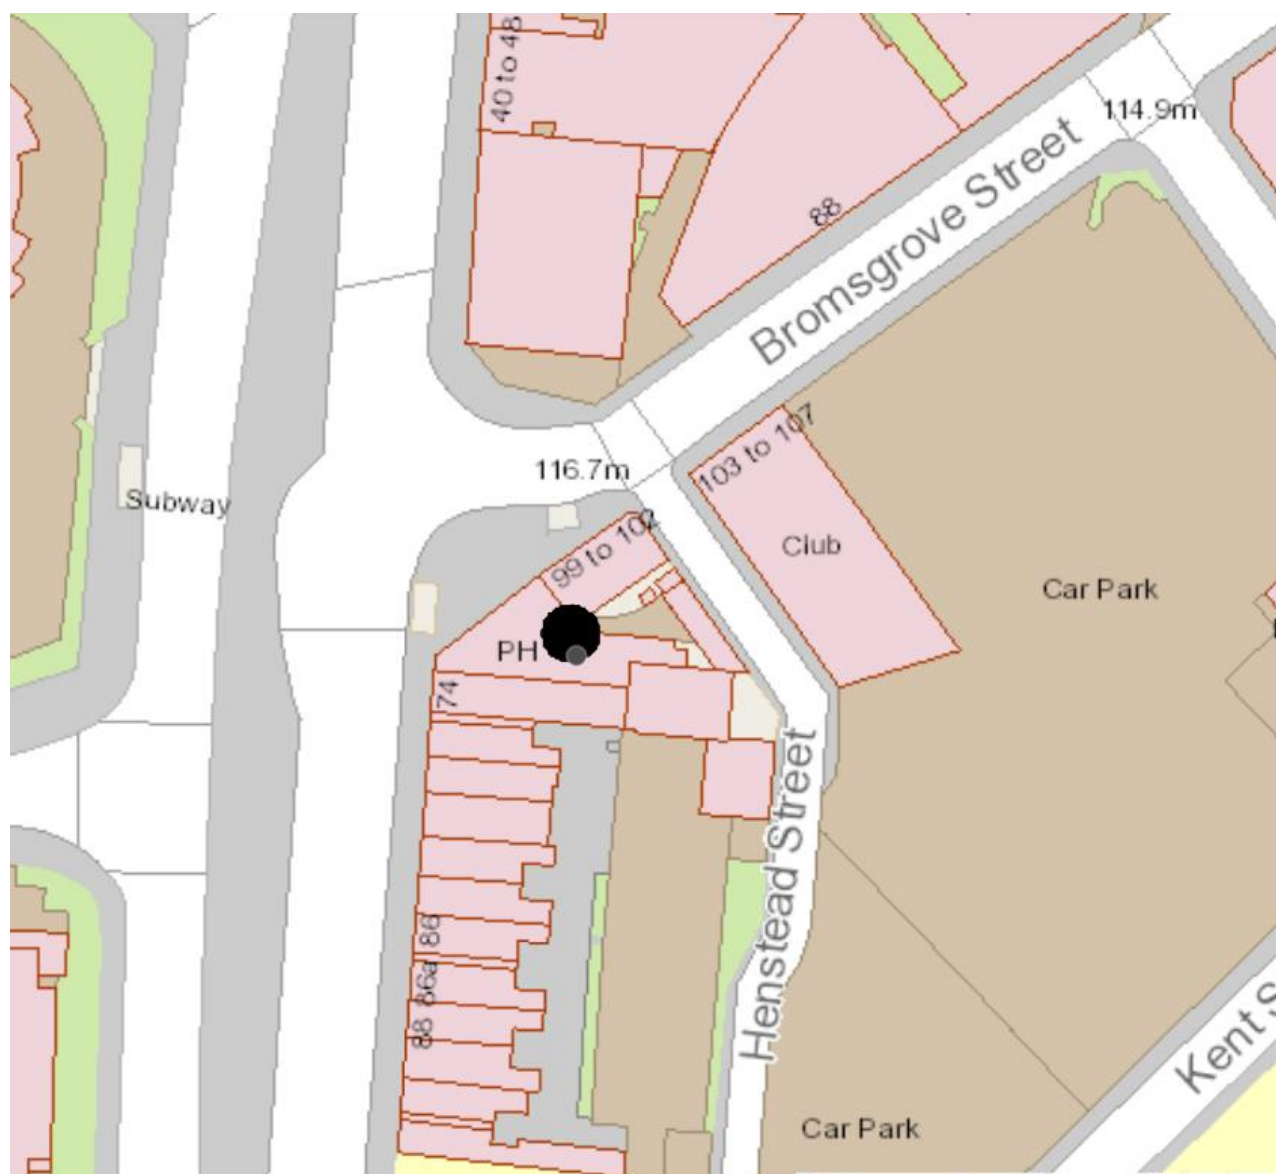 40 to 48
114.9m
88
Bromsgrove Street
103 to 107
116.7m
Subway
99 to 102
Club
Car Park
PH
74
Henstead Street
86
86a
88
Kent S
Car Park